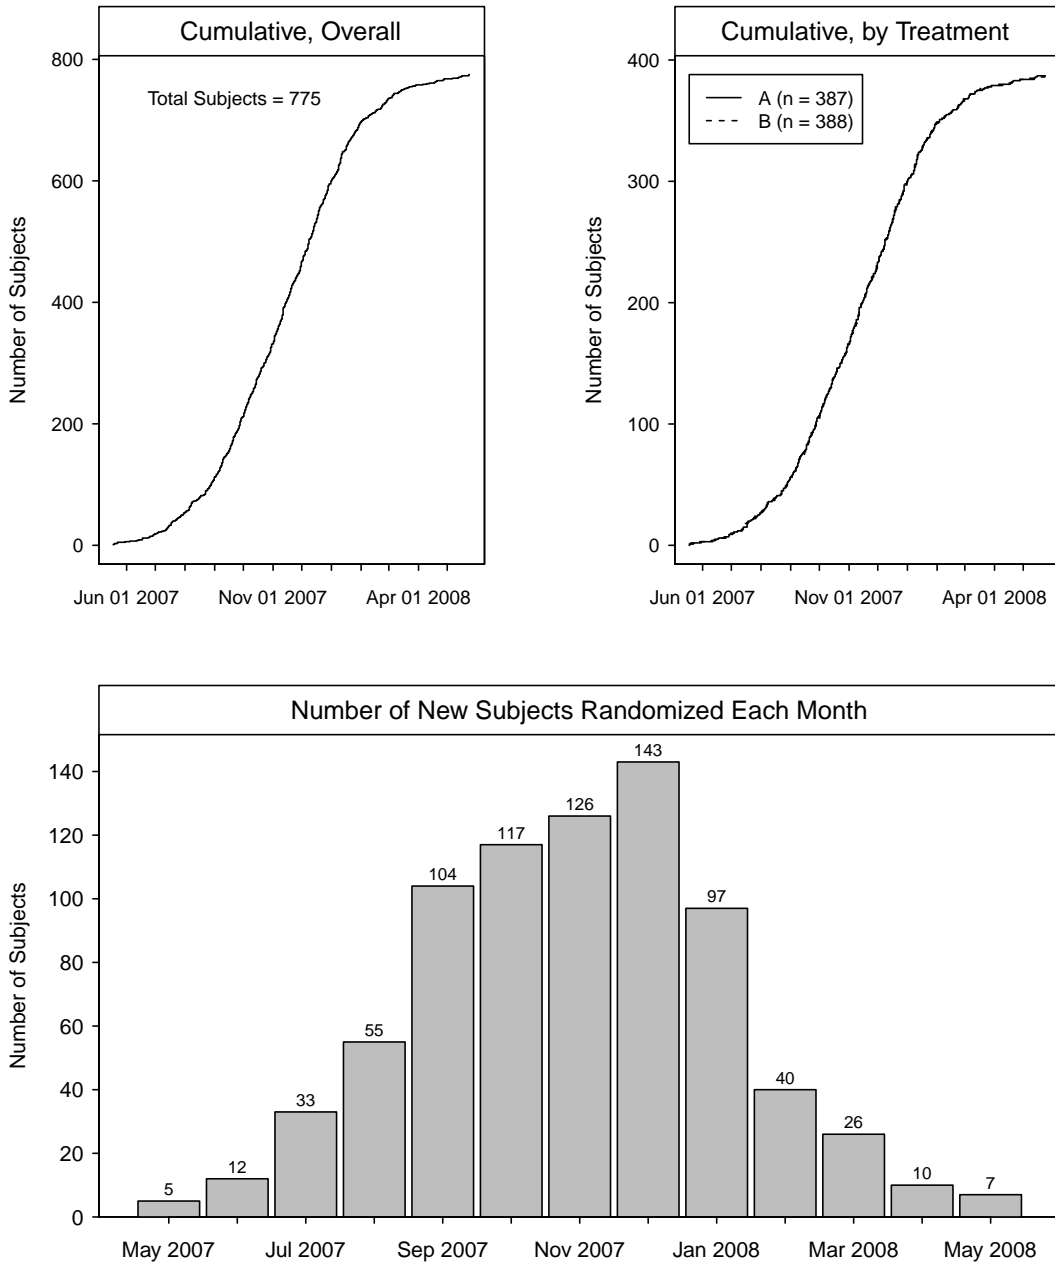 Cumulative, Overall
Total Subjects = 775
Number of Subjects
800
600
400
200
0
Jun 01 2007 Nov 01 2007 Apr 01 2008
Cumulative, by Treatment
A (n = 387)
B (n = 388)
Number of Subjects
400
300
200
100
0
Jun 01 2007 Nov 01 2007 Apr 01 2008
Number of New Subjects Randomized Each Month
Number of Subjects
140
120
100
80
60
40
20
0
5 12 33 55 104 117 126 143 97 40 26 10 7
May 2007 Jul 2007 Sep 2007 Nov 2007 Jan 2008 Mar 2008 May 2008